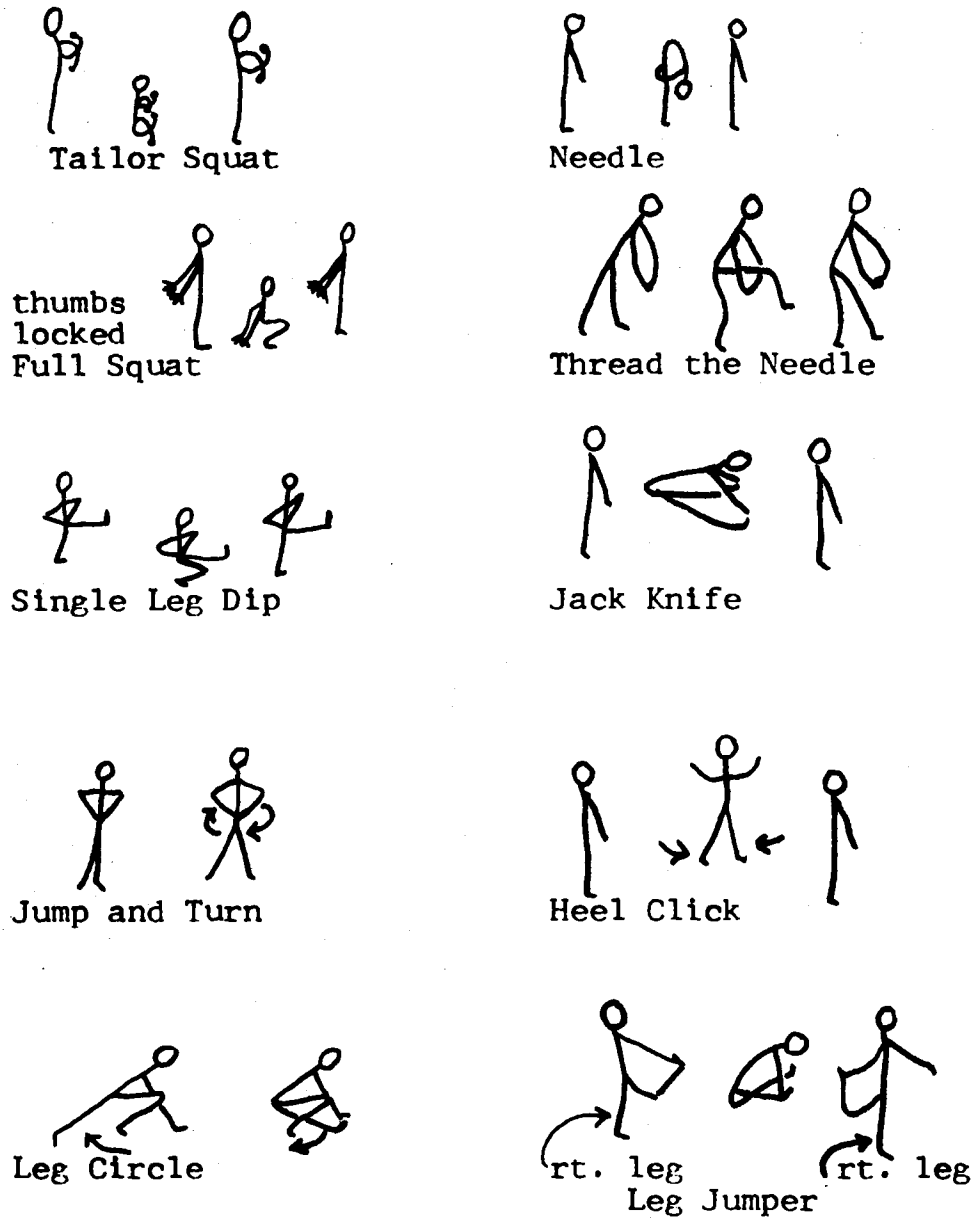 Tailor Squat
Needle
thumbs
locked
Full Squat
Thread the Needle
Single Leg Dip
Jack Knife
Jump and Turn
Heel Click
Leg Circle
rt. leg
rt. leg
Leg Jumper